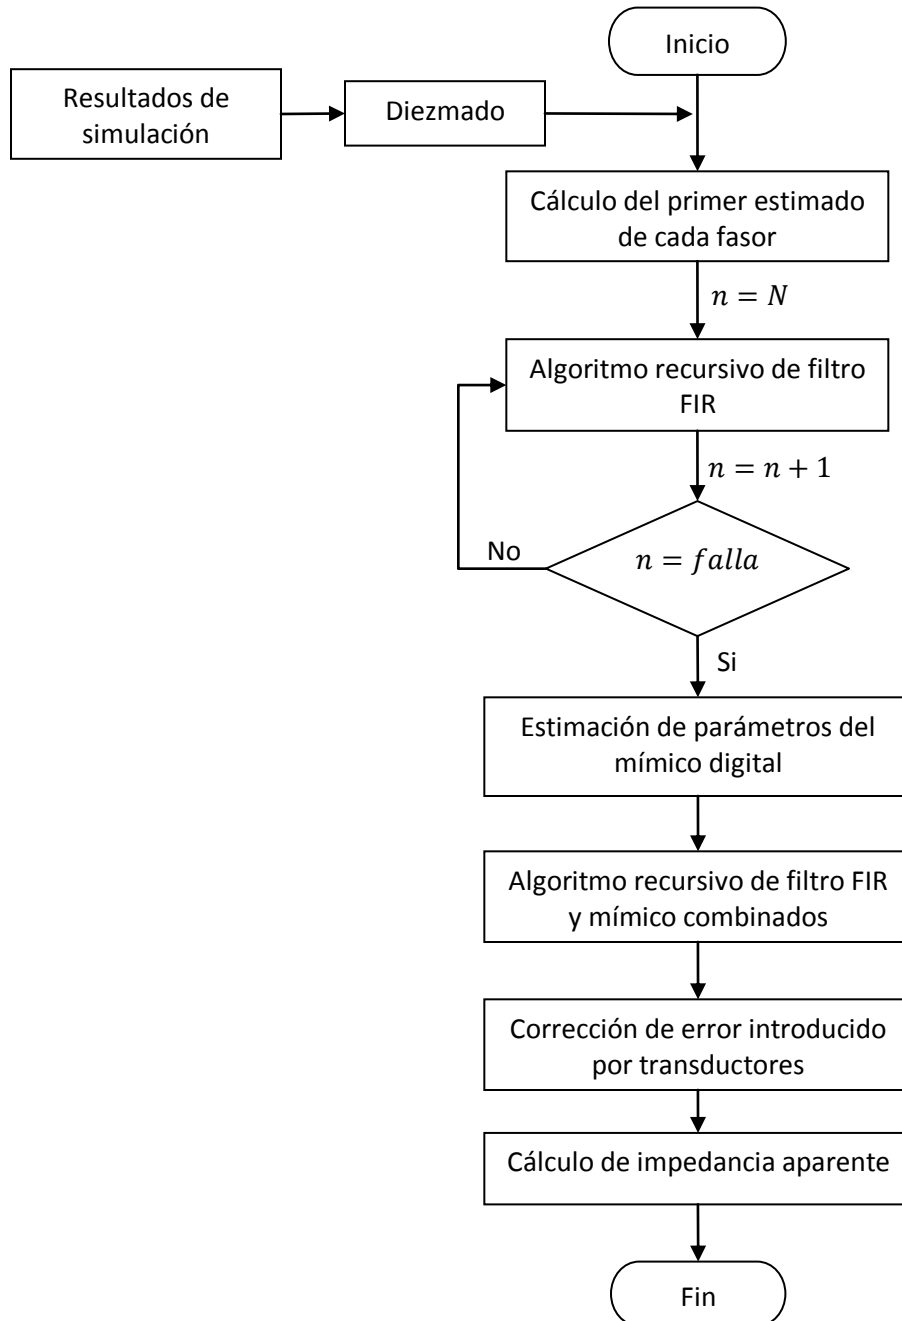 Inicio
Resultados de
simulación
Diezmado
Cálculo del primer estimado
de cada fasor
n = N
Algoritmo recursivo de filtro
FIR
n = n + 1
No
n = falla
Si
Estimación de parámetros del
mímico digital
Algoritmo recursivo de filtro FIR
y mímico combinados
Corrección de error introducido
por transductores
Cálculo de impedancia aparente
Fin